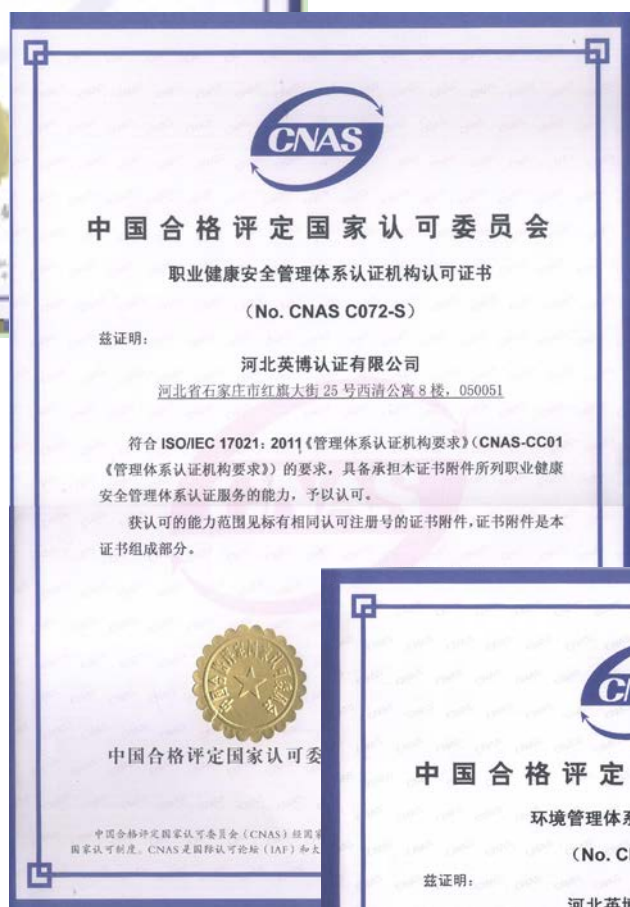 CNAS
中国合格评定国家认可委员会
职业健康安全管理体系认证机构认可证书
（No. CNAS C072-S）
兹证明：
河北英博认证有限公司
河北省石家庄市红旗大街 25 号西清公寓 8 楼，050051
符合 ISO/IEC 17021：2011《管理体系认证机构要求》（CNAS-CC01
《管理体系认证机构要求》）的要求，具备承担本证书附件所列职业健康
安全管理体系认证服务的能力，予以认可。
获认可的能力范围见标有相同认可注册号的证书附件，证书附件是本
证书组成部分。
中国合格评定国家认可委
中国合格评定国家认可委员会（CNAS）经国家
国家认可制度。CNAS 是国际认可论坛（IAF）和太
中国合格评定
环境管理体系
（No. C
兹证明：
河北英博